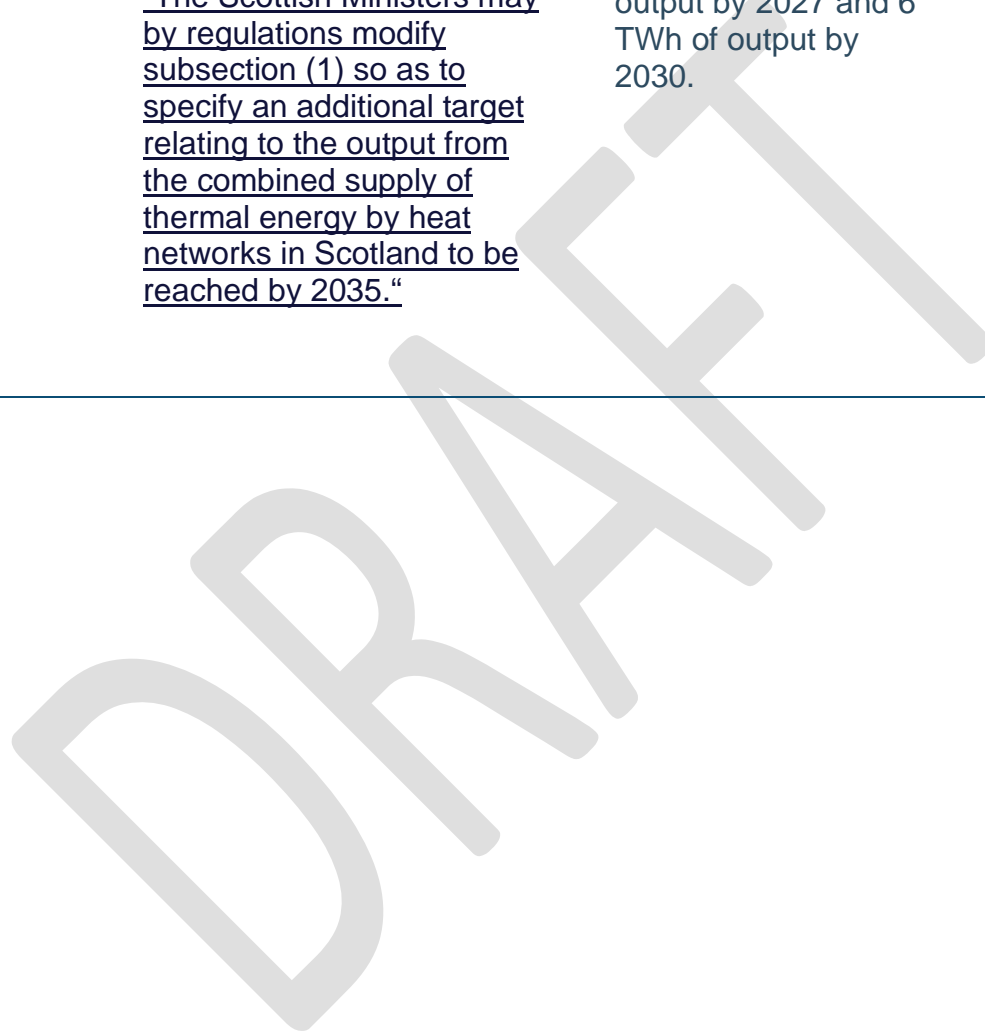 "The Scottish Ministers may
by regulations modify
subsection (1) so as to
specify an additional target
relating to the output from
the combined supply of
thermal energy by heat
networks in Scotland to be
reached by 2035.“
output by 2027 and 6
TWh of output by
2030.
DRAFT